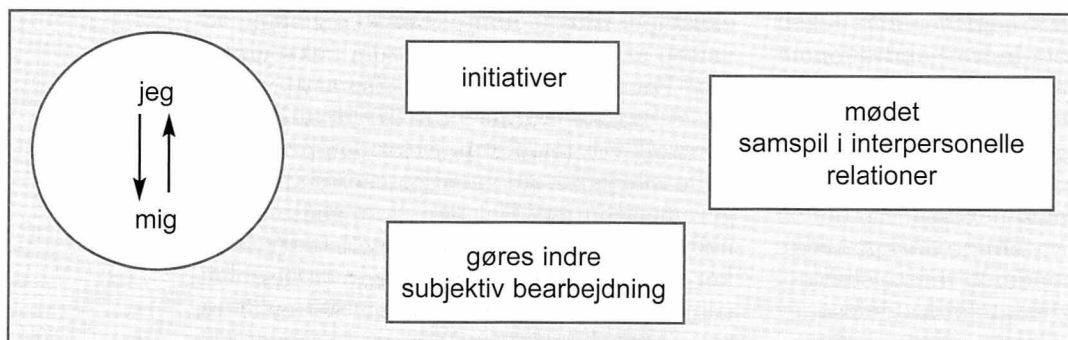 jeg
mig
initiativer
gøres indre
subjektiv bearbejdning
mødet
samspil i interpersonelle
relationer